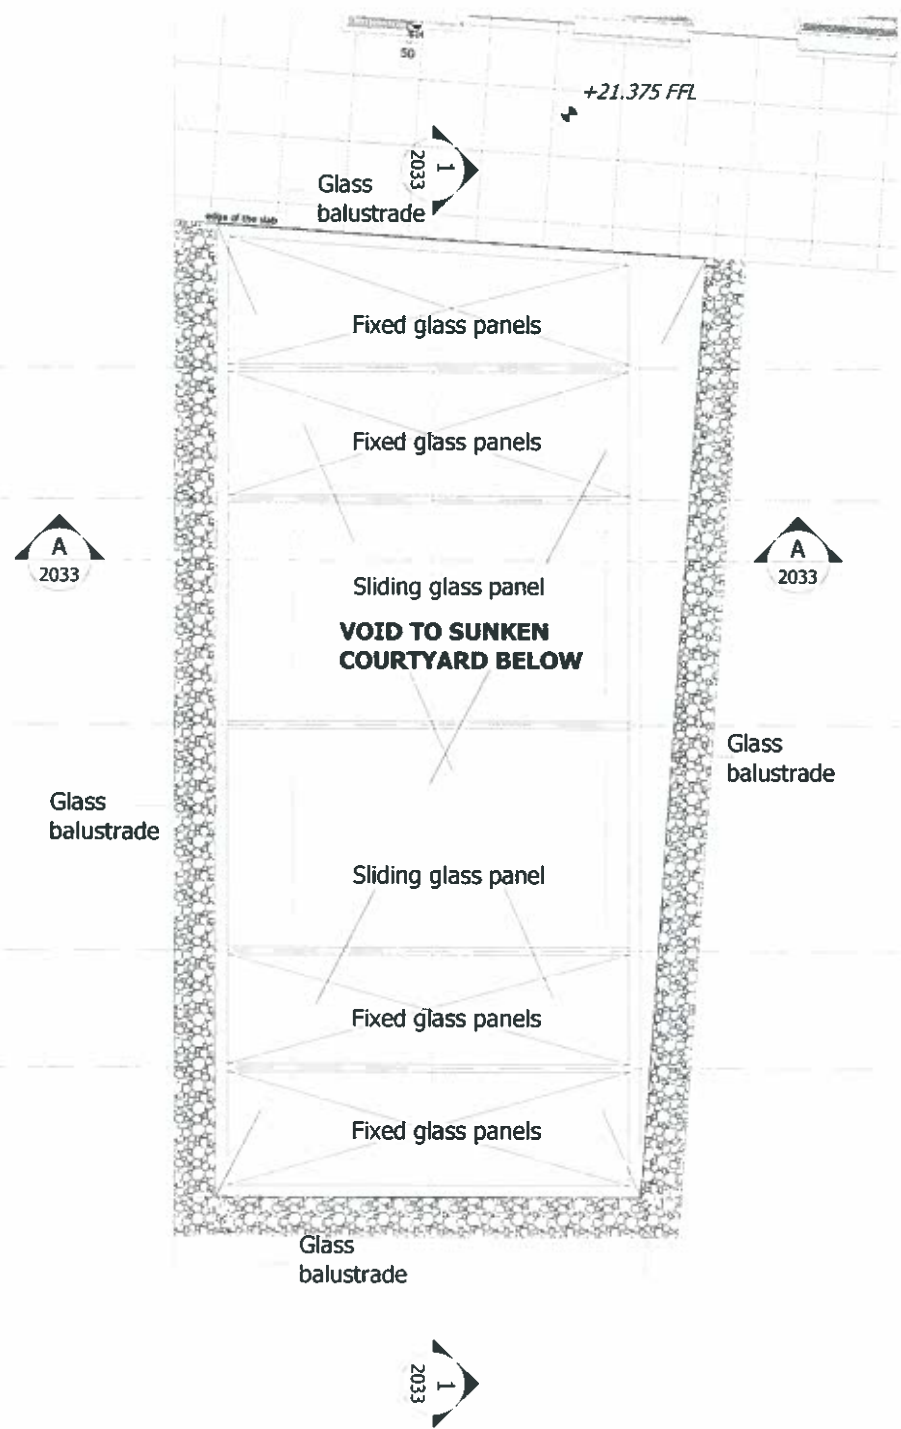 50
+21.375 FFL
1
2033
Glass
balustrade
edge of the slab
Fixed glass panels
Fixed glass panels
A
2033
A
2033
Sliding glass panel
VOID TO SUNKEN
COURTYARD BELOW
Glass
balustrade
Glass
balustrade
Sliding glass panel
Fixed glass panels
Fixed glass panels
Glass
balustrade
1
2033